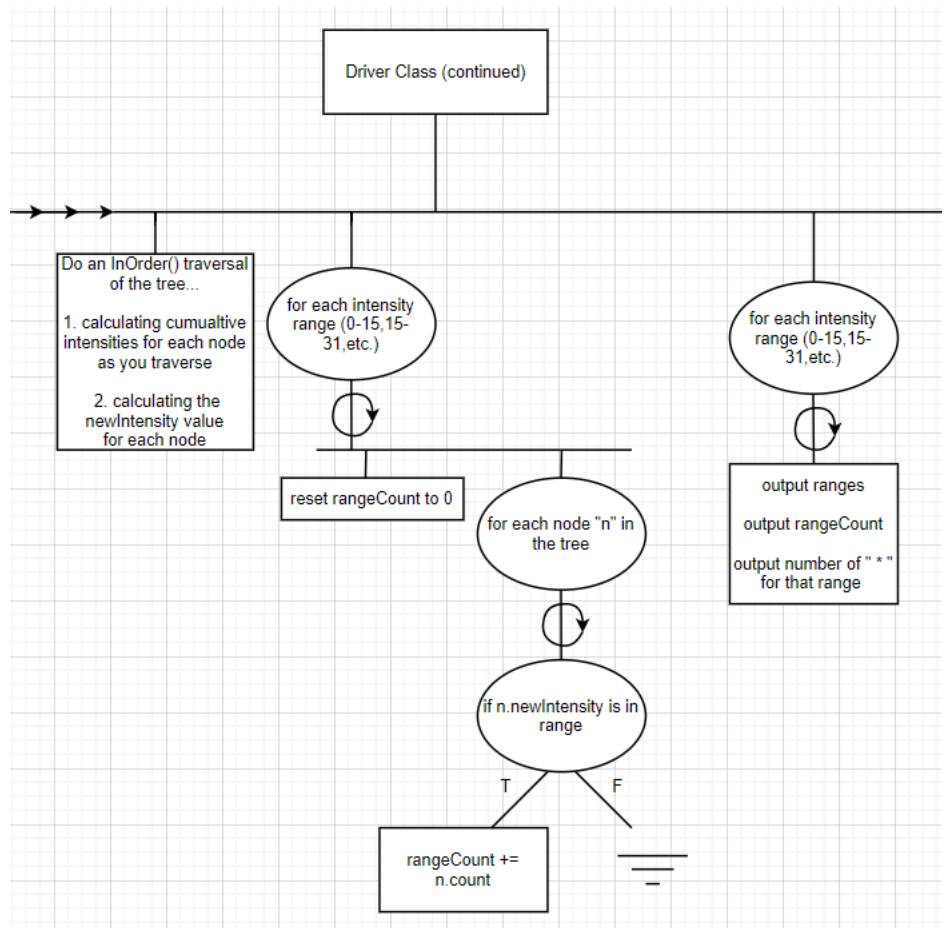 Driver Class (continued)
Do an InOrder() traversal
of the tree...
1. calculating cumualtive
intensities for each node
as you traverse
2. calculating the
newIntensity value
for each node
for each intensity
range (0-15,15-
31,etc.)
reset rangeCount to 0
for each node "n" in
the tree
if n.newIntensity is in
range
T
F
rangeCount +=
n.count
for each intensity
range (0-15,15-
31,etc.)
output ranges
output rangeCount
output number of " * "
for that range